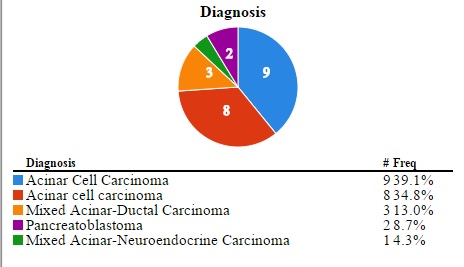 Diagnosis
2
9
3
8
Diagnosis # Freq
Acinar Cell Carcinoma 9 39.1%
Acinar cell carcinoma 8 34.8%
Mixed Acinar-Ductal Carcinoma 3 13.0%
Pancreatoblastoma 2 8.7%
Mixed Acinar-Neuroendocrine Carcinoma 1 4.3%